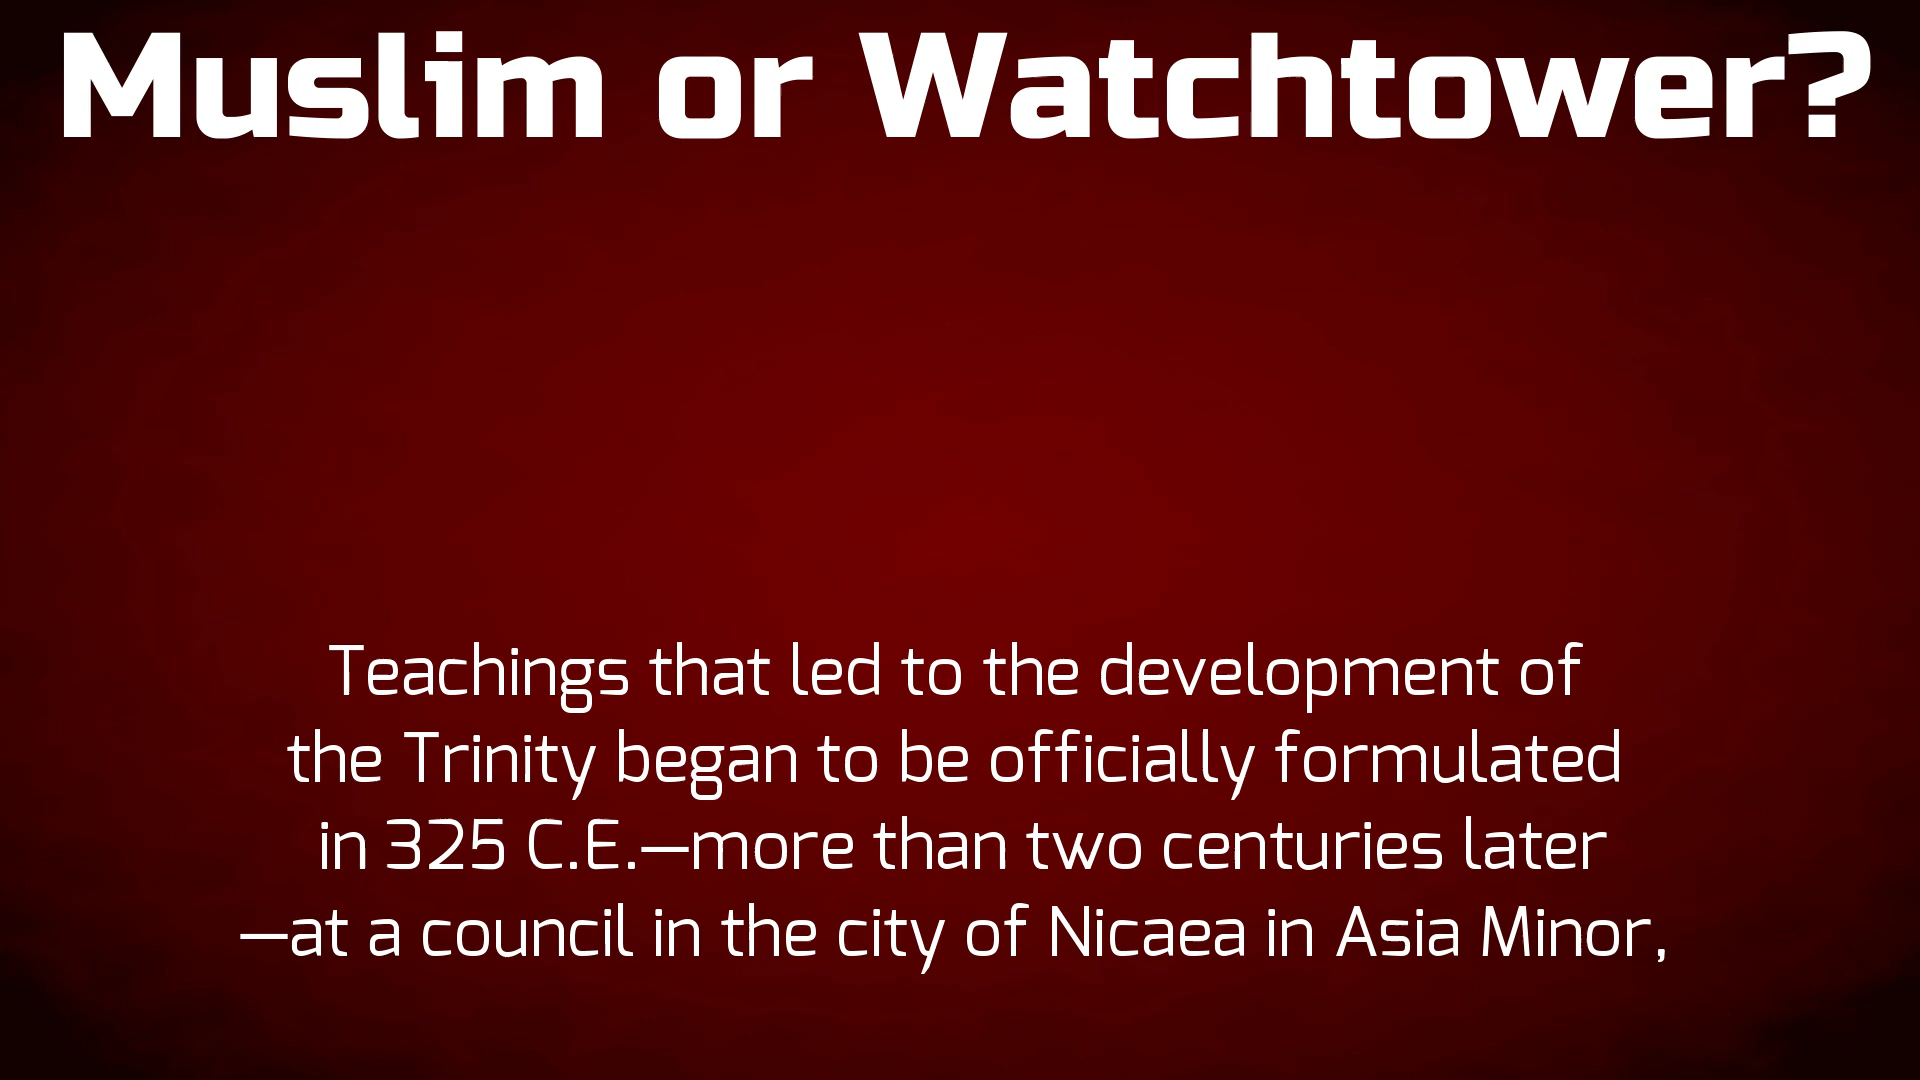 Muslim or Watchtower?
Teachings that led to the development of
the Trinity began to be officially formulated
in 325 C.E.—more than two centuries later
—at a council in the city of Nicaea in Asia Minor,